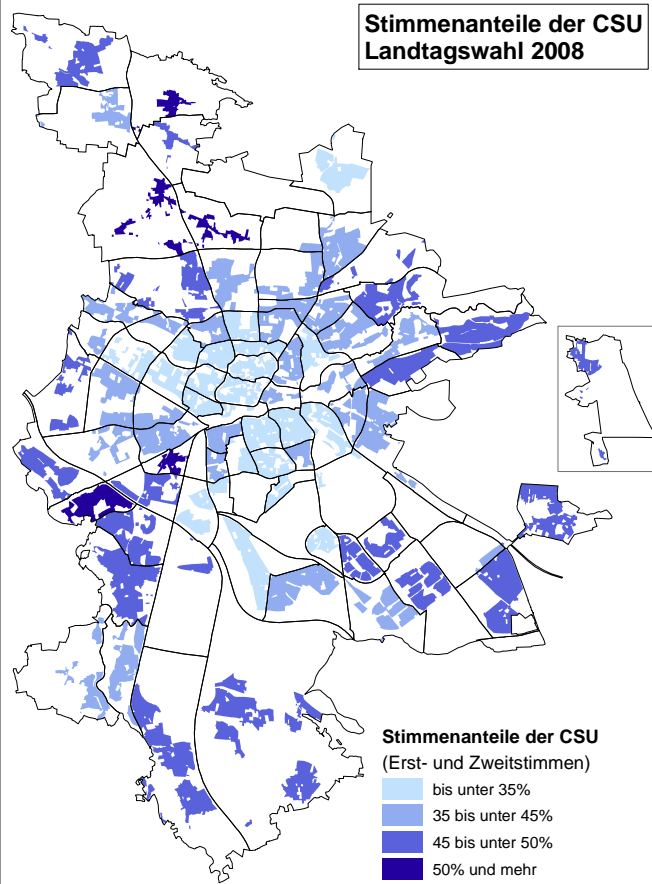 Stimmenanteile der CSU
Landtagswahl 2008
Stimmenanteile der CSU
(Erst- und Zweitstimmen)
bis unter 35%
35 bis unter 45%
45 bis unter 50%
50% und mehr